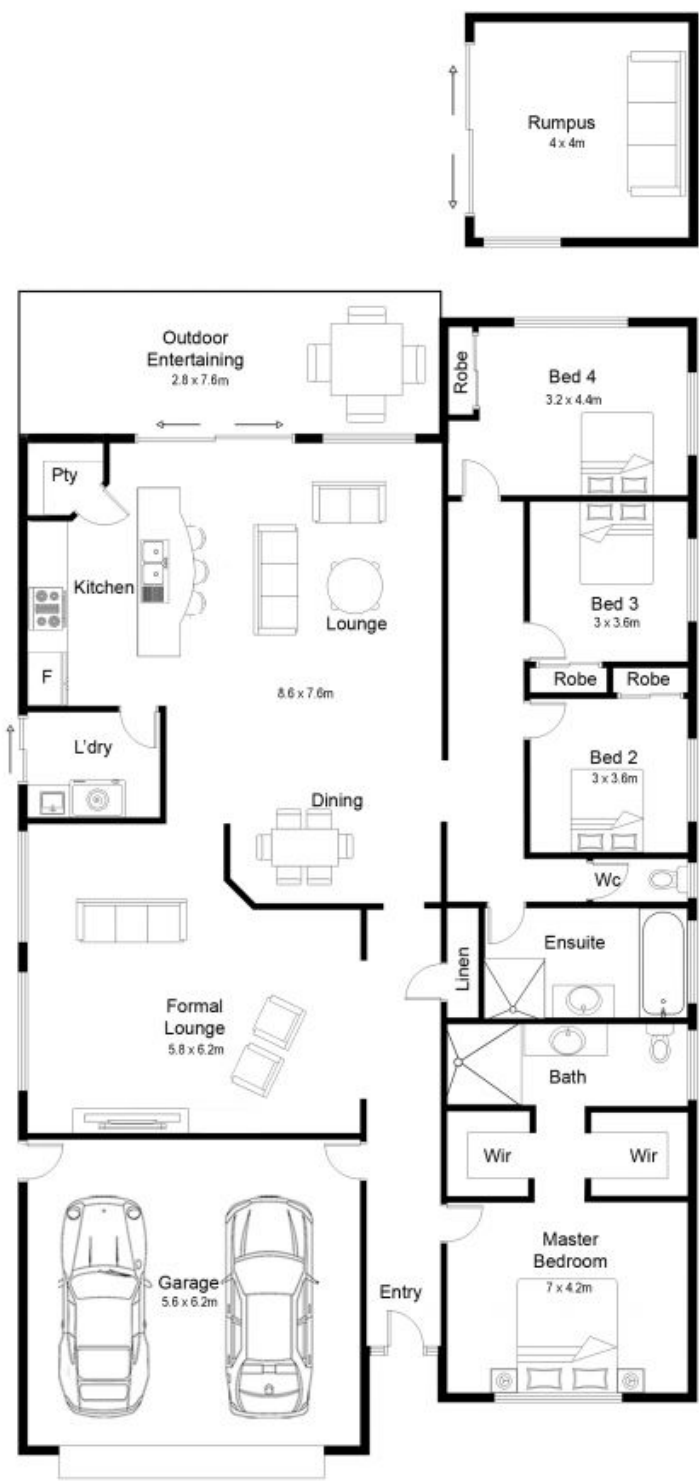 Rumpus
4 x 4m
Outdoor
Entertaining
2.8 x 7.6m
Robe
Bed 4
3.2 x 4.4m
Pty
Kitchen
F
Lounge
8.6 x 7.6m
Bed 3
3 x 3.6m
Robe
Robe
L'dry
Bed 2
3 x 3.6m
Dining
Wc
Linen
Ensuite
Formal
Lounge
5.8 x 6.2m
Bath
Wir
Wir
Master
Bedroom
7 x 4.2m
Garage
5.6 x 6.2m
Entry